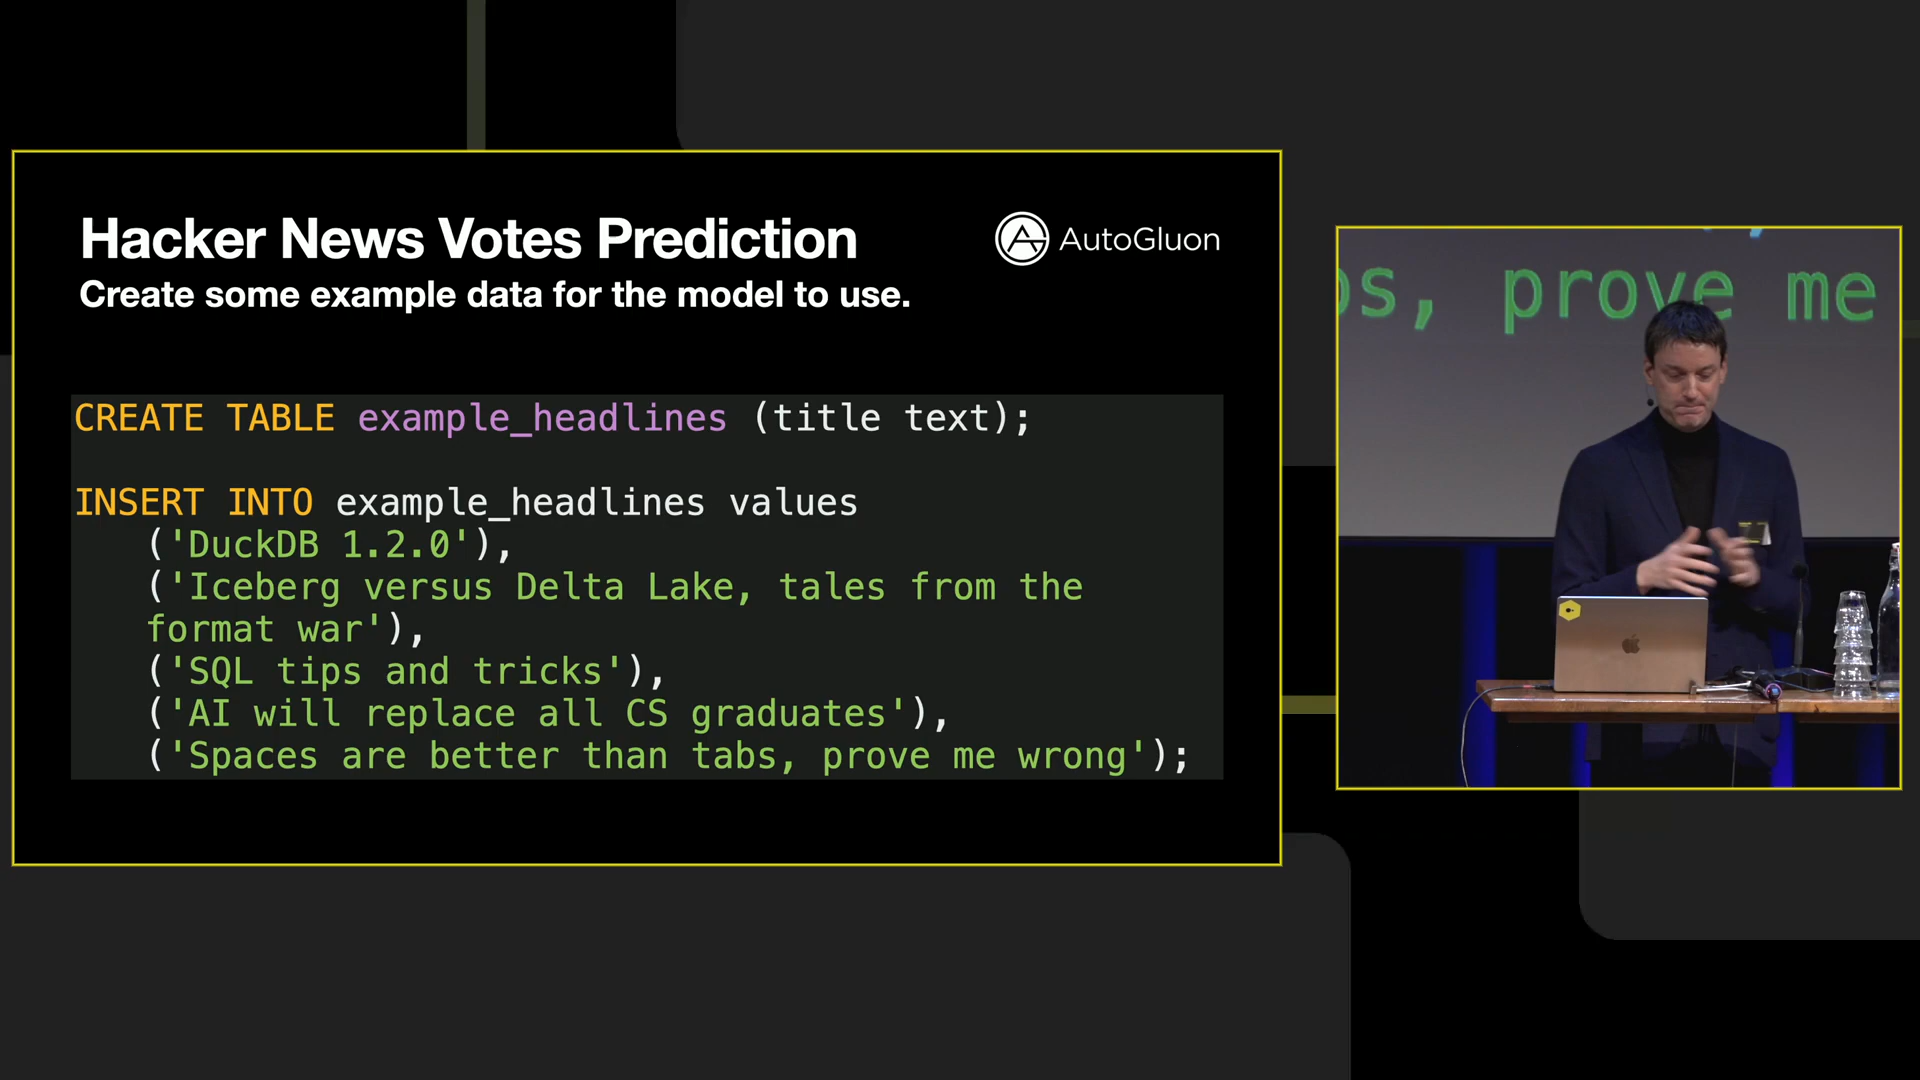 Hacker News Votes Prediction
AutoGluon
Create some example data for the model to use.
CREATE TABLE example_headlines (title text);
INSERT INTO example_headlines values
('DuckDB 1.2.0'),
('Iceberg versus Delta Lake, tales from the
format war'),
('SQL tips and tricks'),
('AI will replace all CS graduates'),
('Spaces are better than tabs, prove me wrong');
bs, prove me